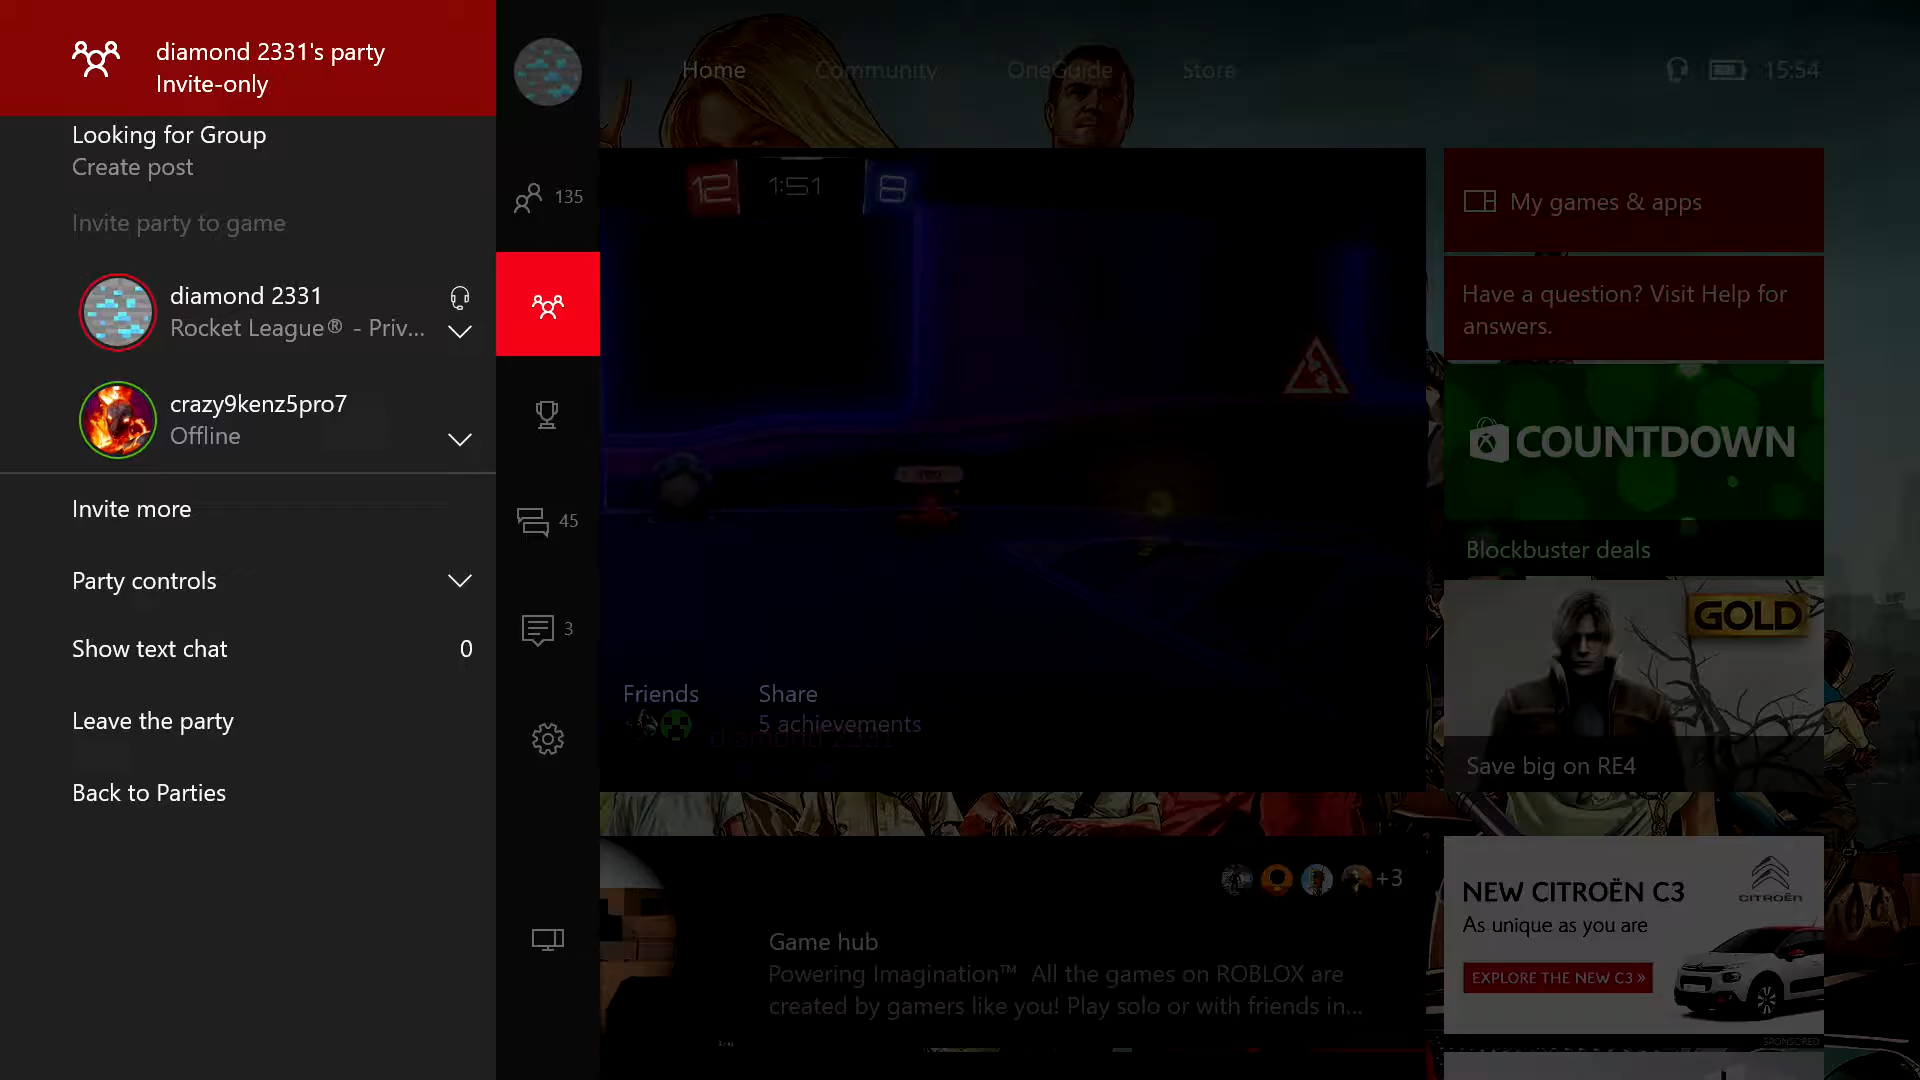 diamond 2331's party
Invite-only
Looking for Group
Create post
Invite party to game
diamond 2331
Rocket League® - Priv...
crazy9kenz5pro7
Offline
Invite more
Party controls
Show text chat 0
Leave the party
Back to Parties
135
45
3
Home Community OneGuide Store
15:54
12 1:51 8
Friends Share
5 achievements
diamond 2331
My games & apps
Have a question? Visit Help for
answers.
COUNTDOWN
Blockbuster deals
GOLD
Save big on RE4
+3
Game hub
Powering Imagination™ All the games on ROBLOX are
created by gamers like you! Play solo or with friends in...
NEW CITROËN C3
As unique as you are
CITROËN
EXPLORE THE NEW C3 »
SPONSORED